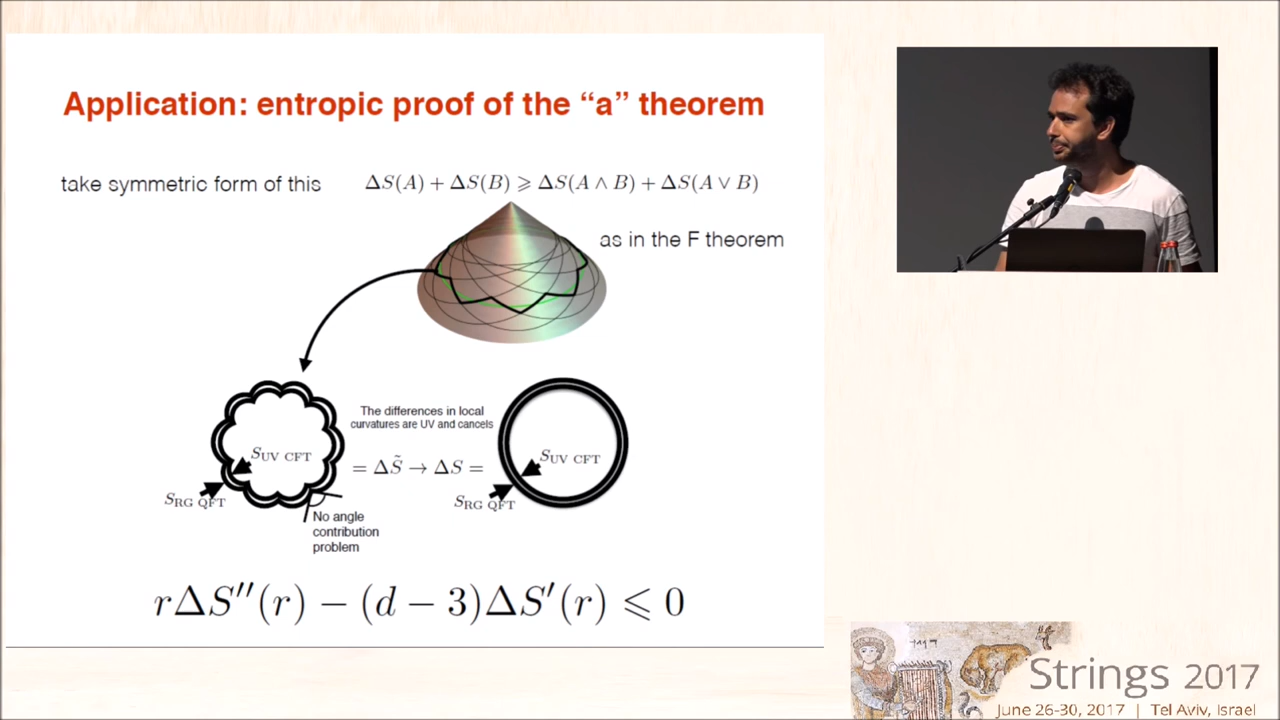 Application: entropic proof of the “a” theorem
take symmetric form of this
ΔS(A) + ΔS(B) ⩾ ΔS(A ∧ B) + ΔS(A ∨ B)
as in the F theorem
The differences in local
curvatures are UV and cancels
S_UV CFT
= ΔS̃ → ΔS =
S_UV CFT
S_RG QFT
S_RG QFT
No angle
contribution
problem
rΔS″(r) − (d − 3)ΔS′(r) ⩽ 0
Strings 2017
June 26-30, 2017 | Tel Aviv, Israel